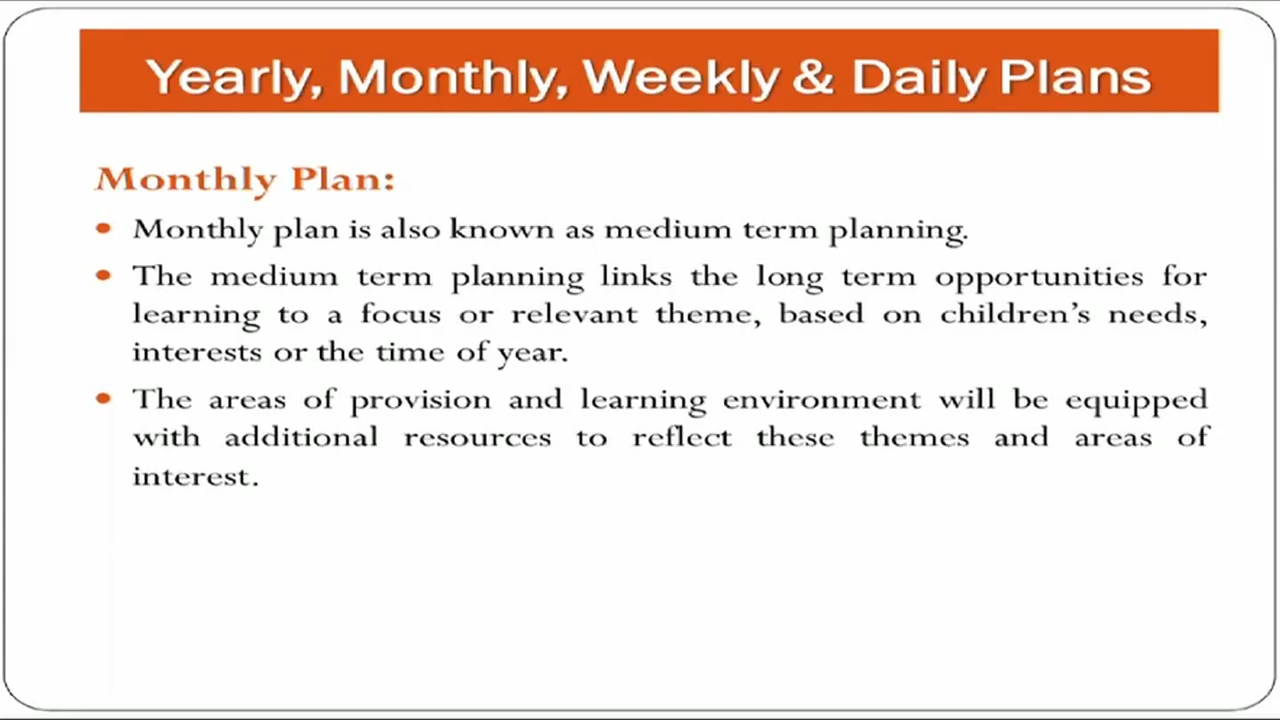 Yearly, Monthly, Weekly & Daily Plans
Monthly Plan:
• Monthly plan is also known as medium term planning.
• The medium term planning links the long term opportunities for
learning to a focus or relevant theme, based on children's needs,
interests or the time of year.
• The areas of provision and learning environment will be equipped
with additional resources to reflect these themes and areas of
interest.